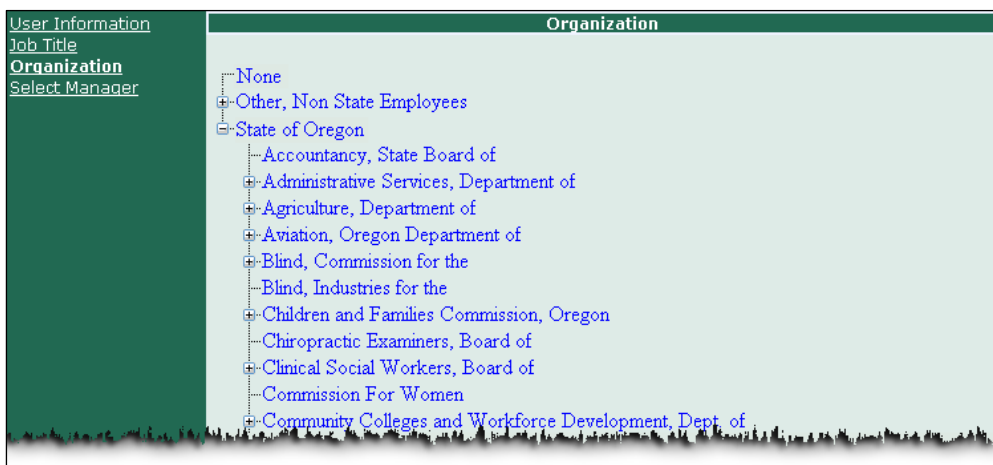 User Information
Job Title
Organization
Select Manager
Organization
None
Other, Non State Employees
State of Oregon
Accountancy, State Board of
Administrative Services, Department of
Agriculture, Department of
Aviation, Oregon Department of
Blind, Commission for the
Blind, Industries for the
Children and Families Commission, Oregon
Chiropractic Examiners, Board of
Clinical Social Workers, Board of
Commission For Women
Community Colleges and Workforce Development, Dept. of